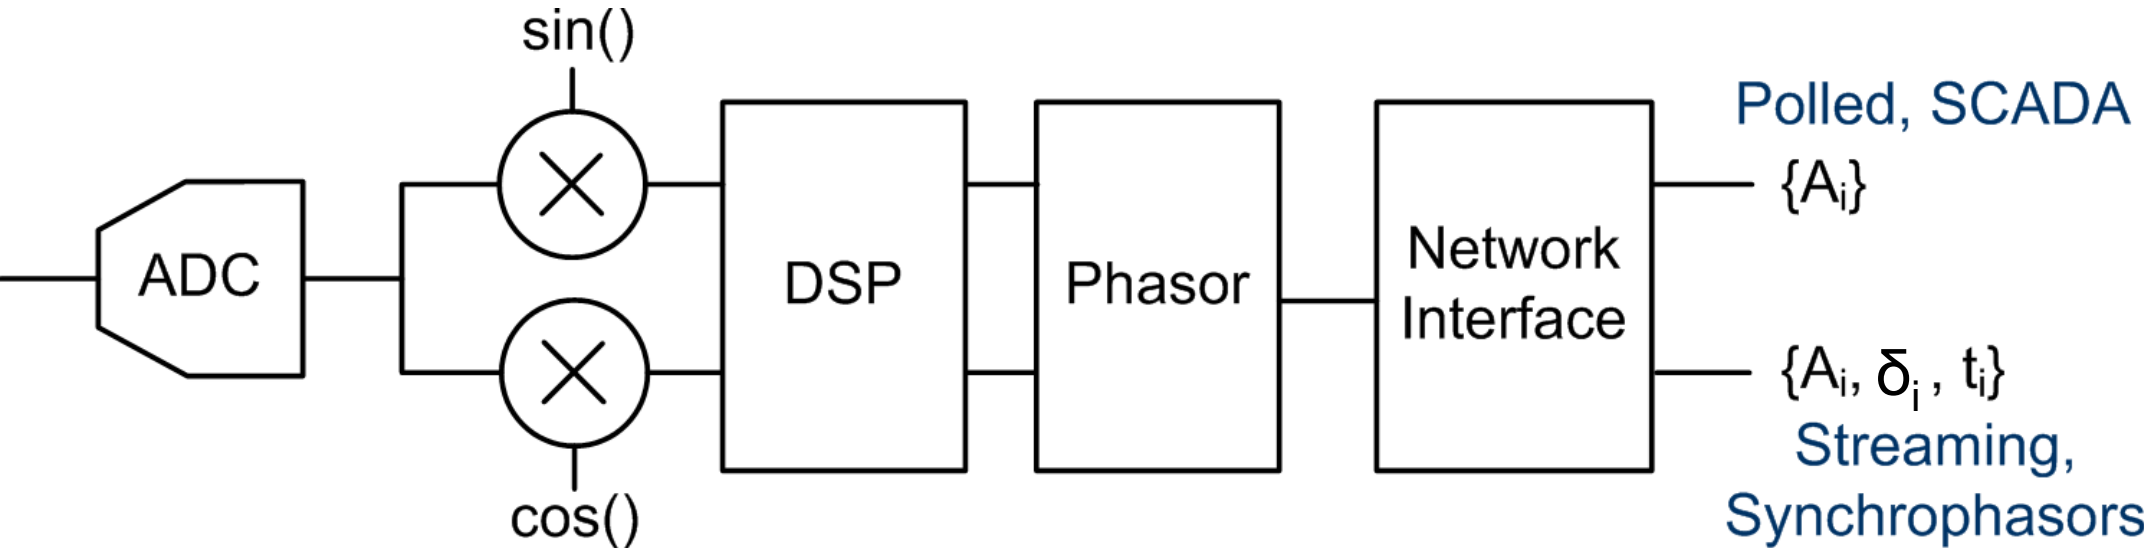 sin()
Polled, SCADA
{Aᵢ}
ADC
DSP
Phasor
Network
Interface
{Aᵢ, δᵢ, tᵢ}
Streaming,
Synchrophasors
cos()